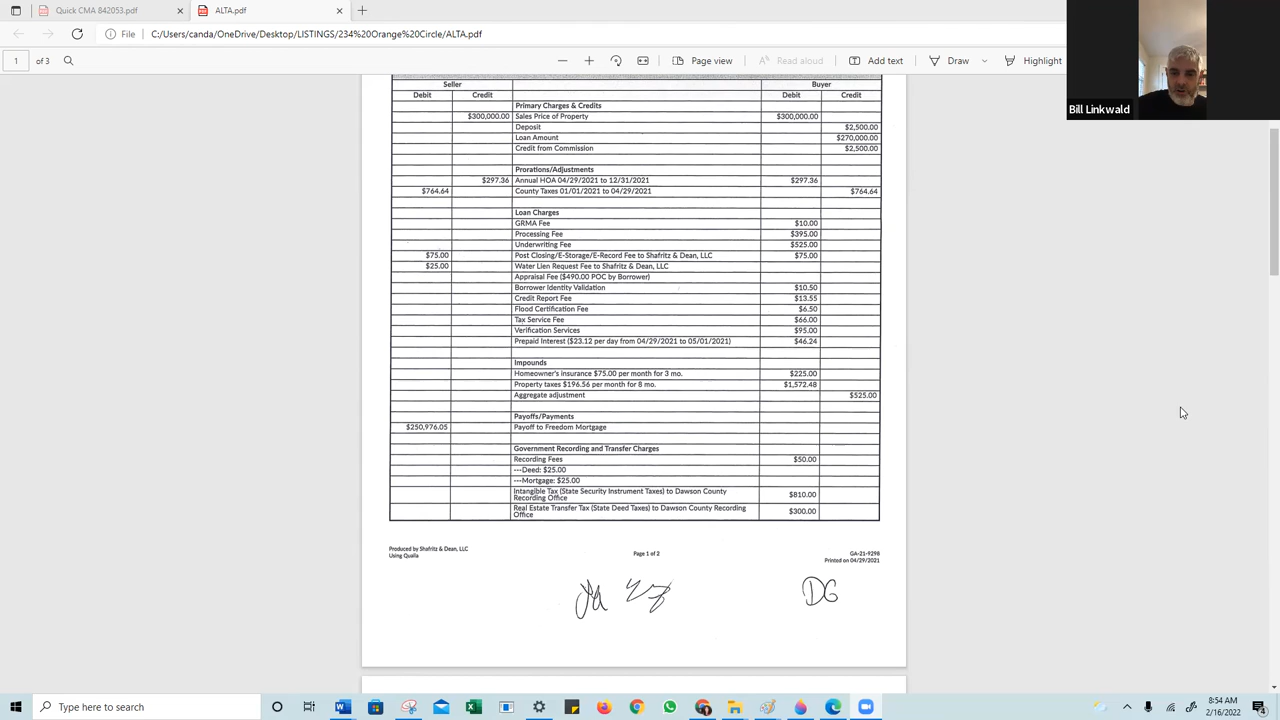 Quick CMA 842053.pdf
ALTA.pdf
File C:/Users/canda/OneDrive/Desktop/LISTINGS/234%20Orange%20Circle/ALTA.pdf
1 of 3 Page view Read aloud Add text Draw Highlight
Bill Linkwald
Seller Buyer
Debit Credit Debit Credit
Primary Charges & Credits
$300,000.00 Sales Price of Property $300,000.00
Deposit $2,500.00
Loan Amount $270,000.00
Credit from Commission $2,500.00
Prorations/Adjustments
$297.36 Annual HOA 04/29/2021 to 12/31/2021 $297.36
$764.64 County Taxes 01/01/2021 to 04/29/2021 $764.64
Loan Charges
GRMA Fee $10.00
Processing Fee $395.00
Underwriting Fee $525.00
$75.00 Post Closing/E-Storage/E-Record Fee to Shafritz & Dean, LLC $75.00
$25.00 Water Lien Request Fee to Shafritz & Dean, LLC
Appraisal Fee ($490.00 POC by Borrower)
Borrower Identity Validation $10.50
Credit Report Fee $13.55
Flood Certification Fee $6.50
Tax Service Fee $66.00
Verification Services $95.00
Prepaid Interest ($23.12 per day from 04/29/2021 to 05/01/2021) $46.24
Impounds
Homeowner's insurance $75.00 per month for 3 mo. $225.00
Property taxes $196.56 per month for 8 mo. $1,572.48
Aggregate adjustment $525.00
Payoffs/Payments
$250,976.05 Payoff to Freedom Mortgage
Government Recording and Transfer Charges
Recording Fees $50.00
---Deed: $25.00
---Mortgage: $25.00
Intangible Tax (State Security Instrument Taxes) to Dawson County
Recording Office $810.00
Real Estate Transfer Tax (State Deed Taxes) to Dawson County Recording
Office $300.00
Produced by Shafritz & Dean, LLC
Using Qualia
Page 1 of 2
GA-21-9298
Printed on 04/29/2021
DG
Type here to search
8:54 AM
2/16/2022